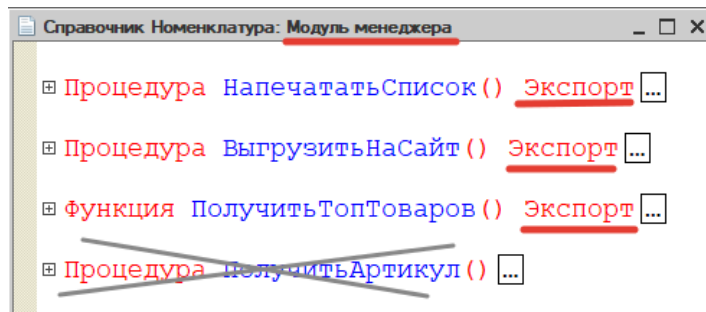 Справочник Номенклатура: Модуль менеджера
Процедура НапечататьСписок() Экспорт...
Процедура ВыгрузитьНаСайт() Экспорт...
Функция ПолучитьТопТоваров() Экспорт...
Процедура ПолучитьАртикул()...